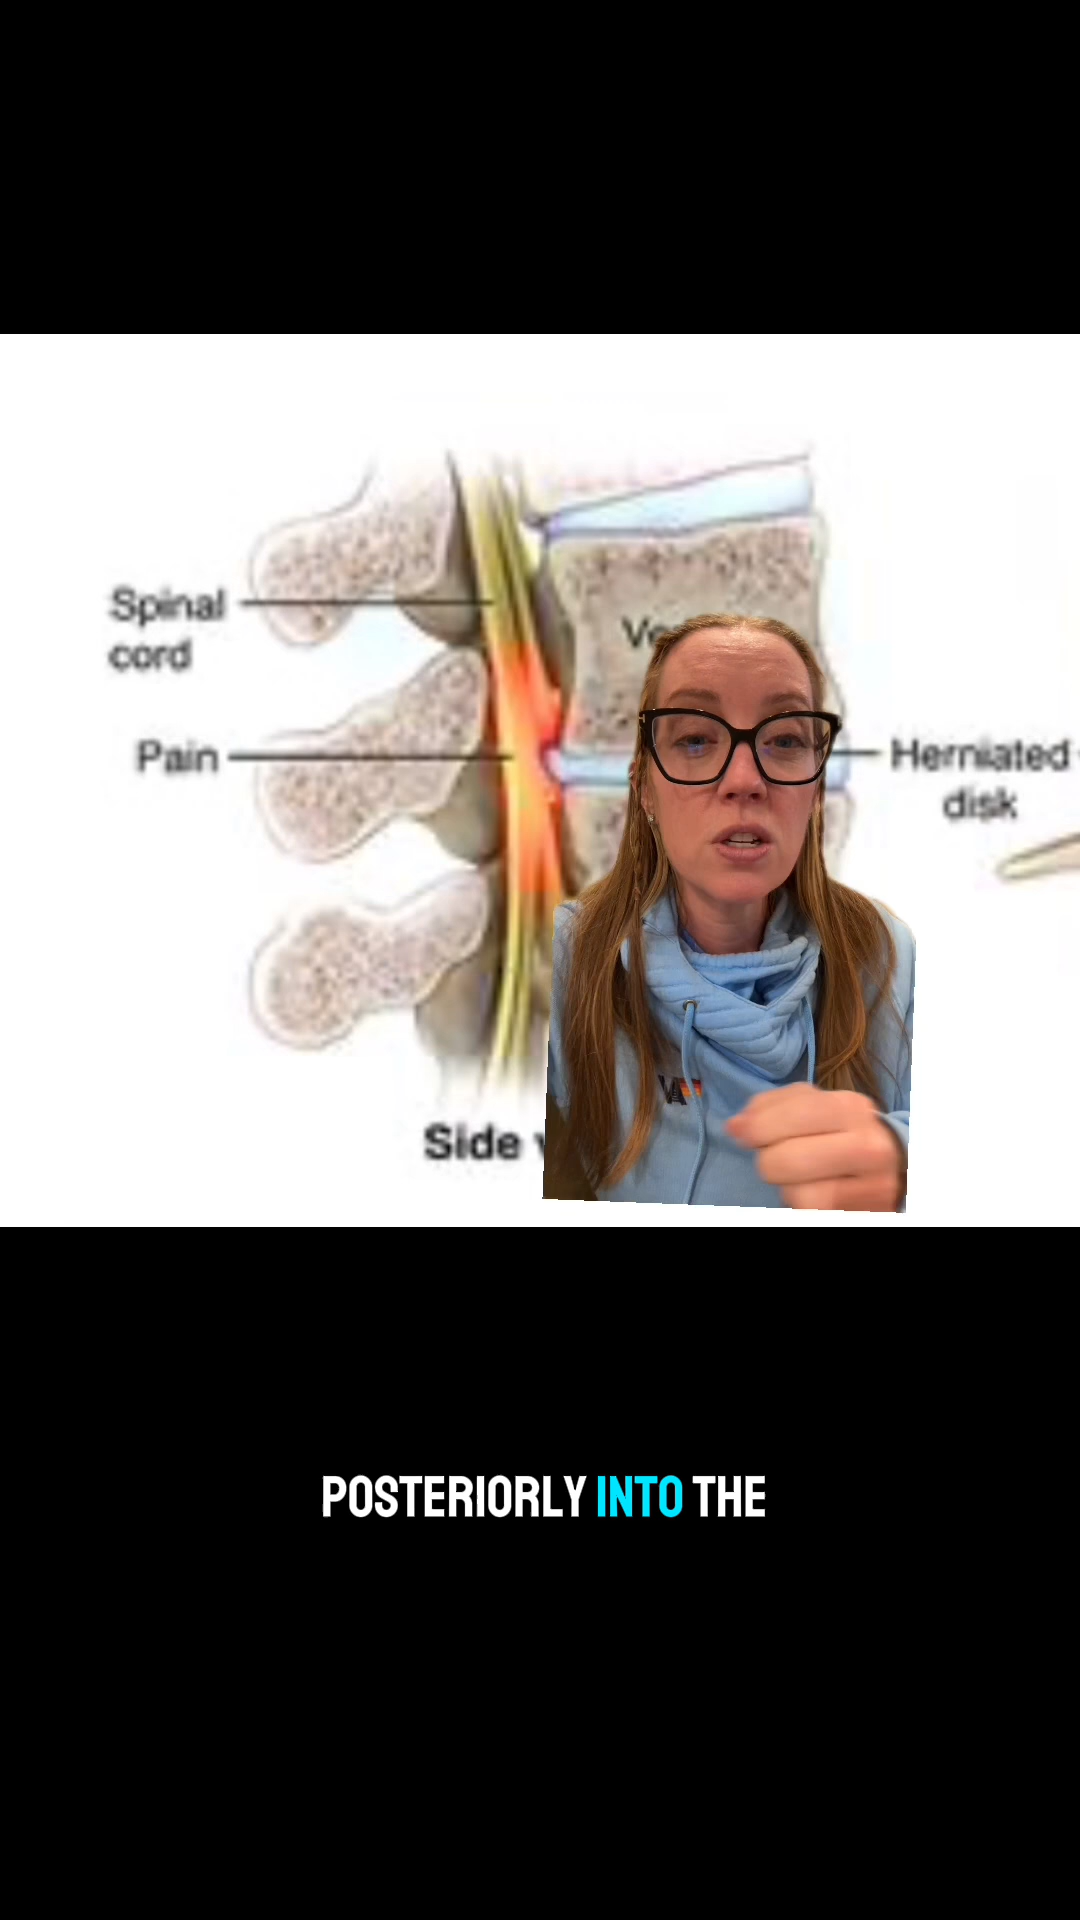 Spinal
cord
Pain
Herniated
disk
Side
POSTERIORLY INTO THE